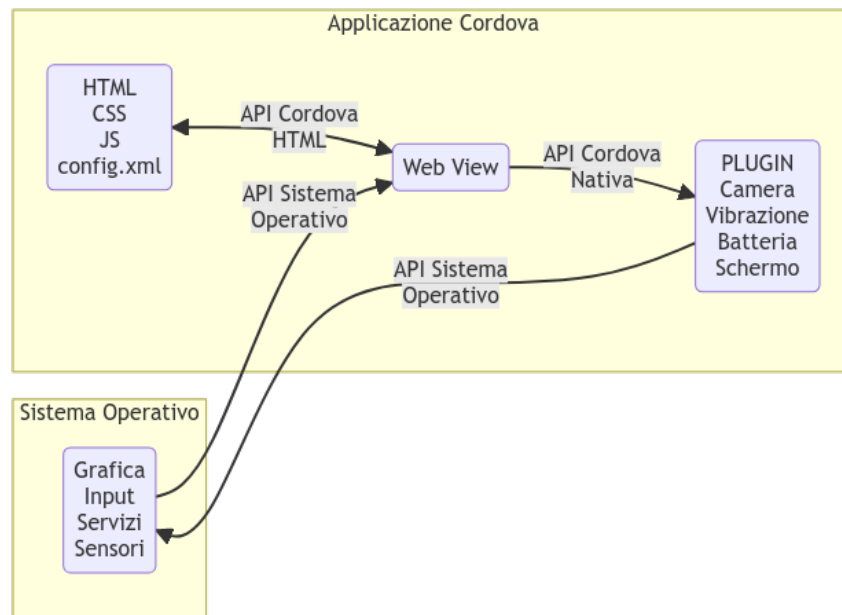 Applicazione Cordova
HTML
CSS
JS
config.xml
API Cordova
HTML
Web View
API Cordova
Nativa
PLUGIN
Camera
Vibrazione
Batteria
Schermo
API Sistema
Operativo
API Sistema
Operativo
Sistema Operativo
Grafica
Input
Servizi
Sensori